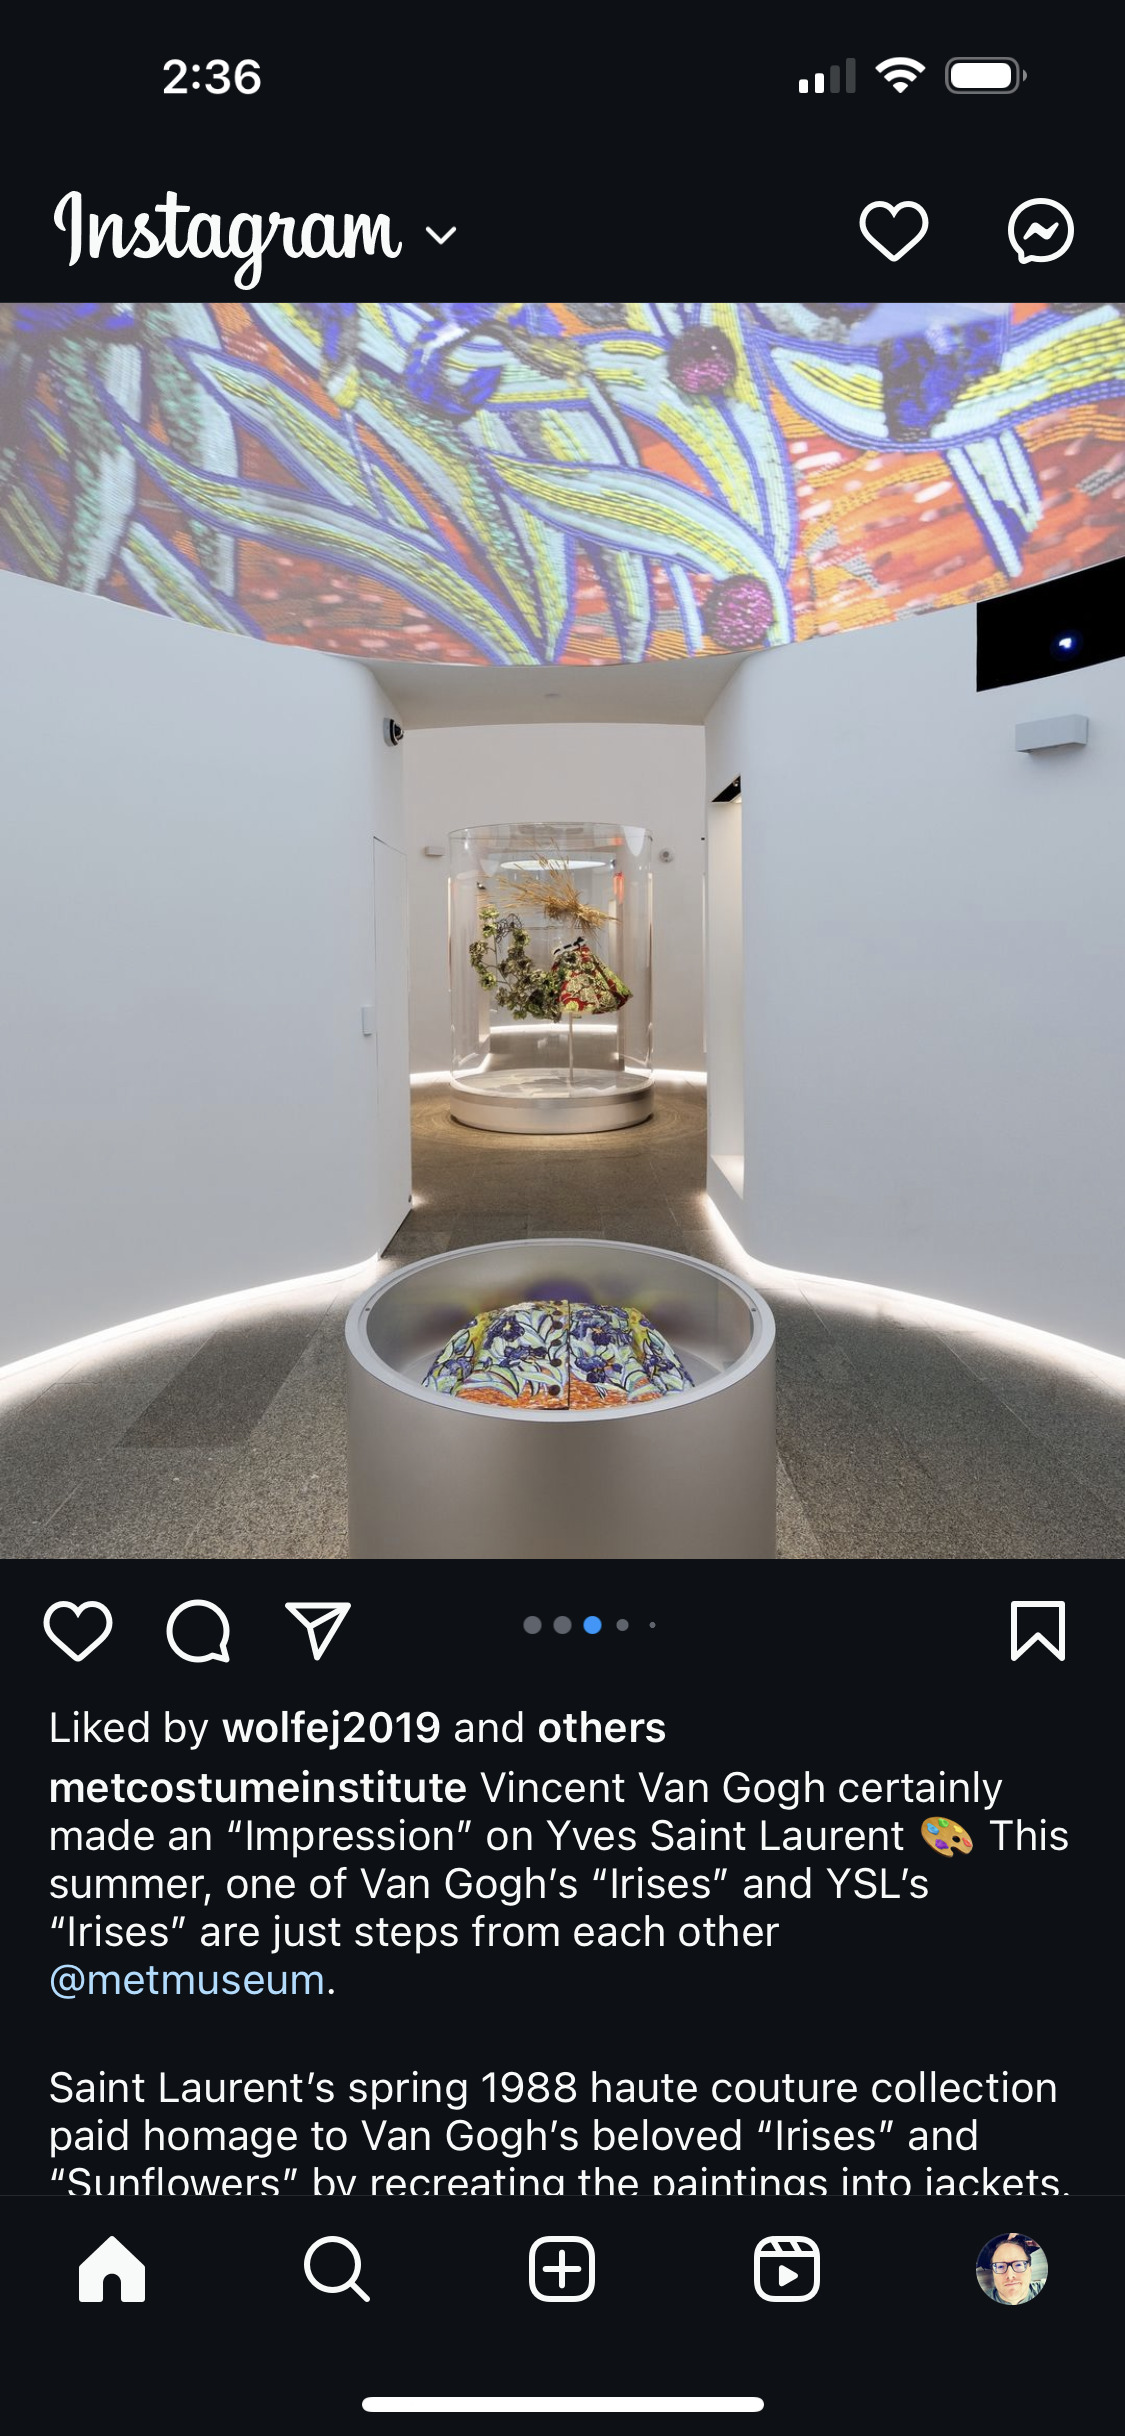 2:36
Instagram
Liked by wolfej2019 and others
metcostumeinstitute Vincent Van Gogh certainly
made an “Impression” on Yves Saint Laurent 🎨 This
summer, one of Van Gogh’s “Irises” and YSL’s
“Irises” are just steps from each other
@metmuseum.
Saint Laurent’s spring 1988 haute couture collection
paid homage to Van Gogh’s beloved “Irises” and
“Sunflowers” by recreating the paintings into jackets.